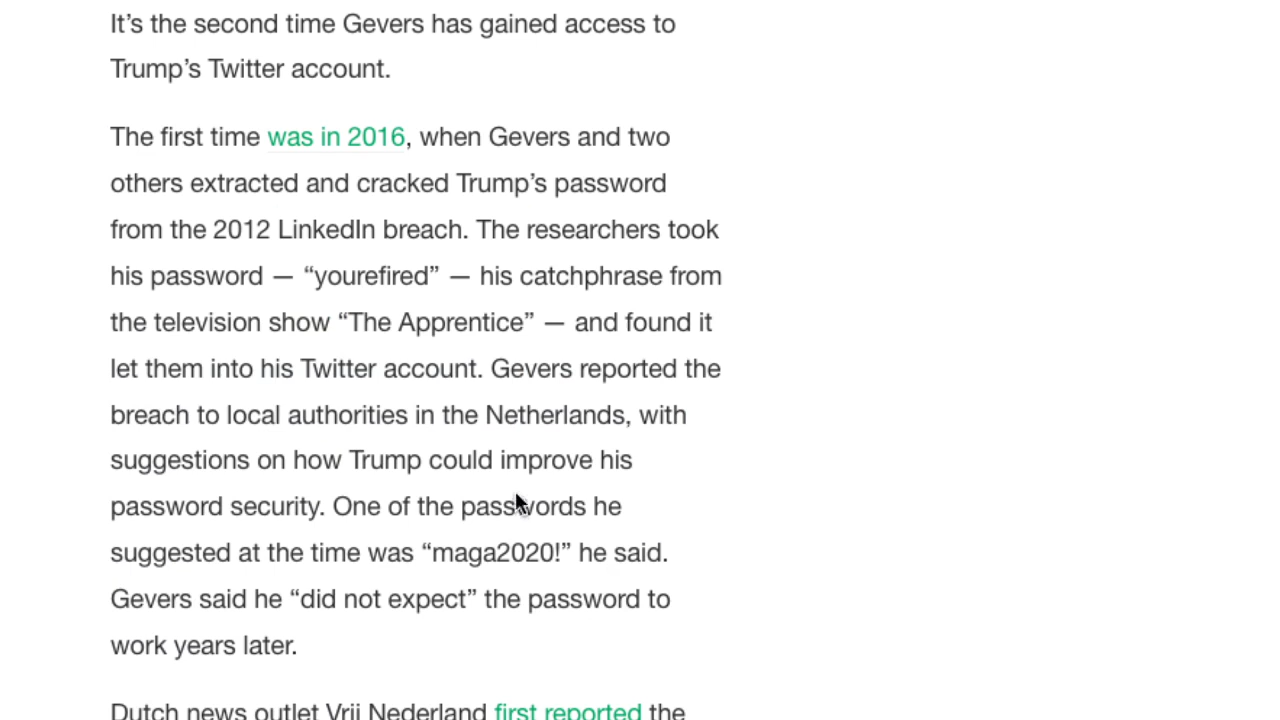 It’s the second time Gevers has gained access to
Trump’s Twitter account.
The first time was in 2016, when Gevers and two
others extracted and cracked Trump’s password
from the 2012 LinkedIn breach. The researchers took
his password — “yourefired” — his catchphrase from
the television show “The Apprentice” — and found it
let them into his Twitter account. Gevers reported the
breach to local authorities in the Netherlands, with
suggestions on how Trump could improve his
password security. One of the passwords he
suggested at the time was “maga2020!” he said.
Gevers said he “did not expect” the password to
work years later.
Dutch news outlet Vrij Nederland first reported the